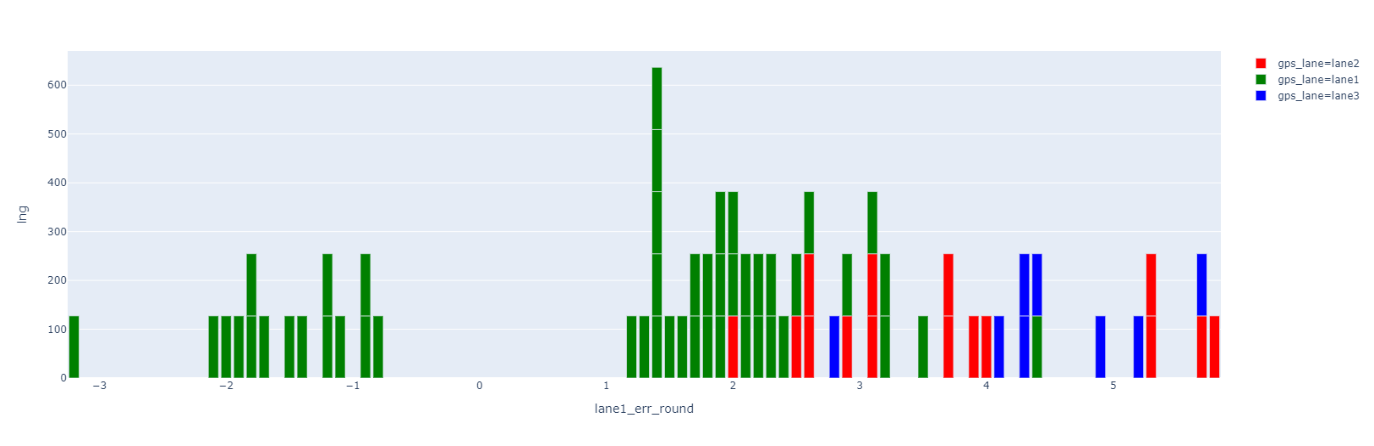 gps_lane=lane2
gps_lane=lane1
gps_lane=lane3
600
500
400
300
200
100
0
lng
−3 −2 −1 0 1 2 3 4 5
lane1_err_round